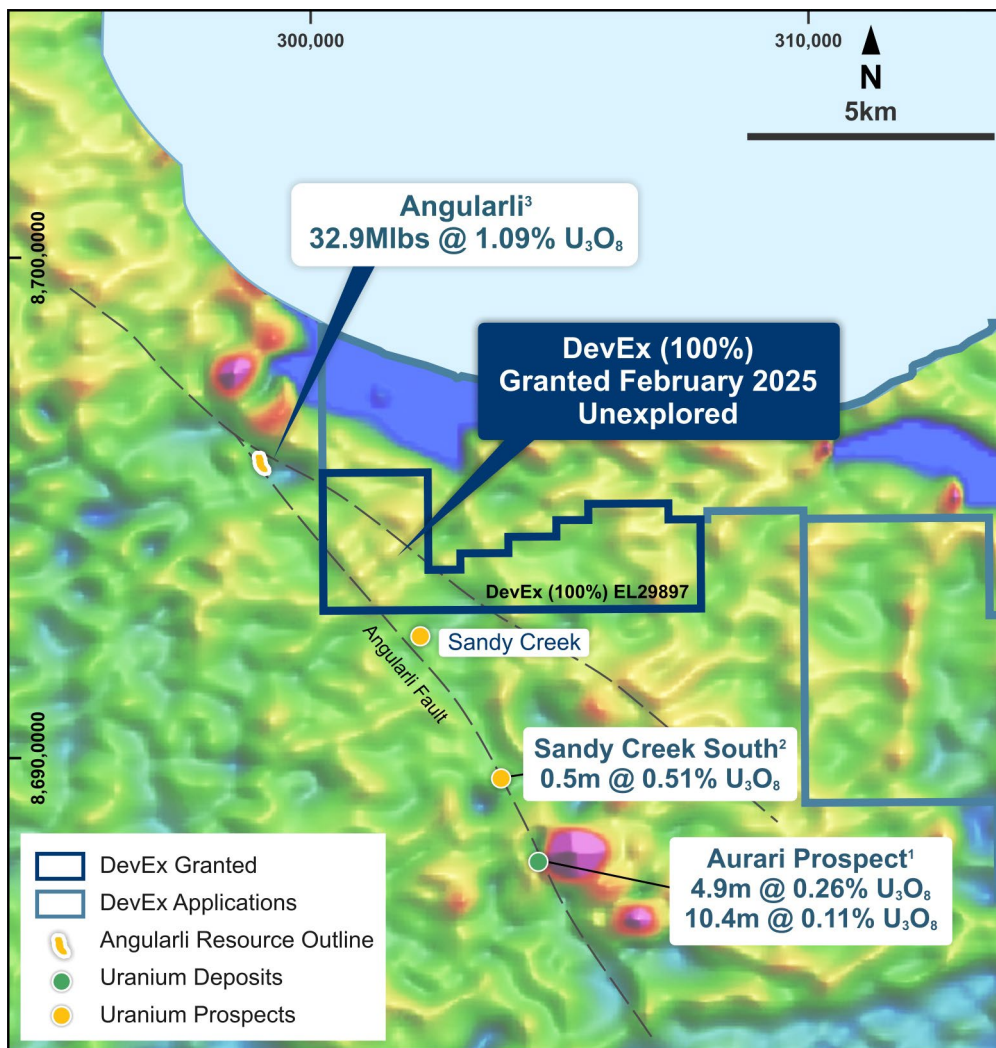 300,000
310,000
N
5km
8,700,0000
Angularli³
32.9Mlbs @ 1.09% U₃O₈
DevEx (100%)
Granted February 2025
Unexplored
DevEx (100%) EL29897
Sandy Creek
Angularli Fault
8,690,0000
Sandy Creek South²
0.5m @ 0.51% U₃O₈
Aurari Prospect¹
4.9m @ 0.26% U₃O₈
10.4m @ 0.11% U₃O₈
DevEx Granted
DevEx Applications
Angularli Resource Outline
Uranium Deposits
Uranium Prospects